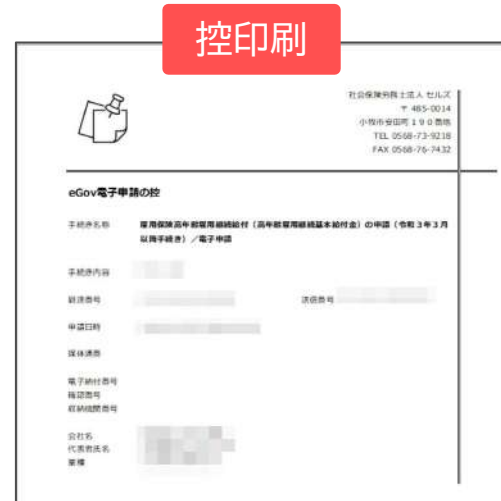 控印刷
社会保険労務士法人 セルズ
〒 485-0014
小牧市安田町１９０番地
TEL 0568-73-9218
FAX 0568-76-7432
eGov電子申請の控
手続き名称
雇用保険高年齢雇用継続給付（高年齢雇用継続基本給付金）の申請（令和３年３月
以降手続き）／電子申請
手続き内容
到達番号
送信番号
申請日時
媒体通番
電子納付番号
確認番号
収納機関番号
会社名
代表者氏名
業種